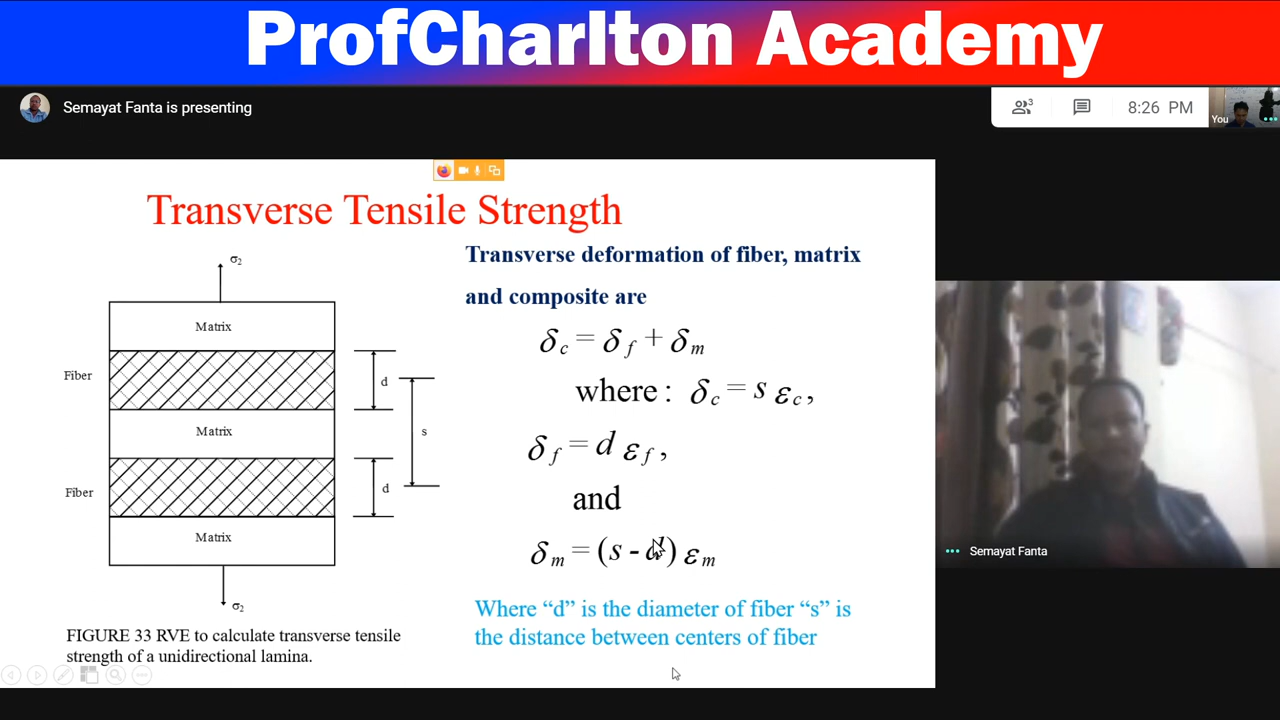 ProfCharlton Academy
Semayat Fanta is presenting
3
8:26 PM
You
Transverse Tensile Strength
σ2
Matrix
Fiber
d
Matrix
s
Fiber
d
Matrix
σ2
FIGURE 33 RVE to calculate transverse tensile
strength of a unidirectional lamina.
Transverse deformation of fiber, matrix
and composite are
δc = δf + δm
where : δc = s εc,
δf = d εf,
and
δm = (s - d) εm
Where “d” is the diameter of fiber “s” is
the distance between centers of fiber
Semayat Fanta